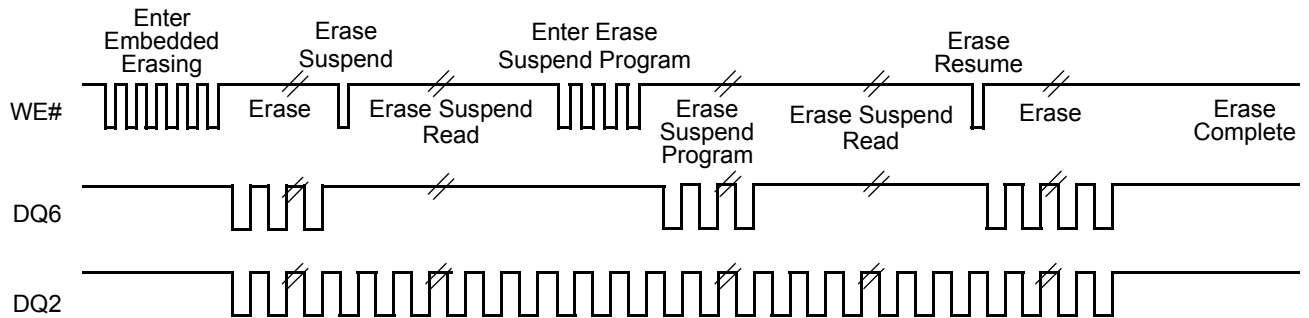 Enter
Embedded
Erasing
Erase
Suspend
Enter Erase
Suspend Program
Erase
Resume
WE#
Erase
Erase Suspend
Read
Erase
Suspend
Program
Erase Suspend
Read
Erase
Erase
Complete
DQ6
DQ2